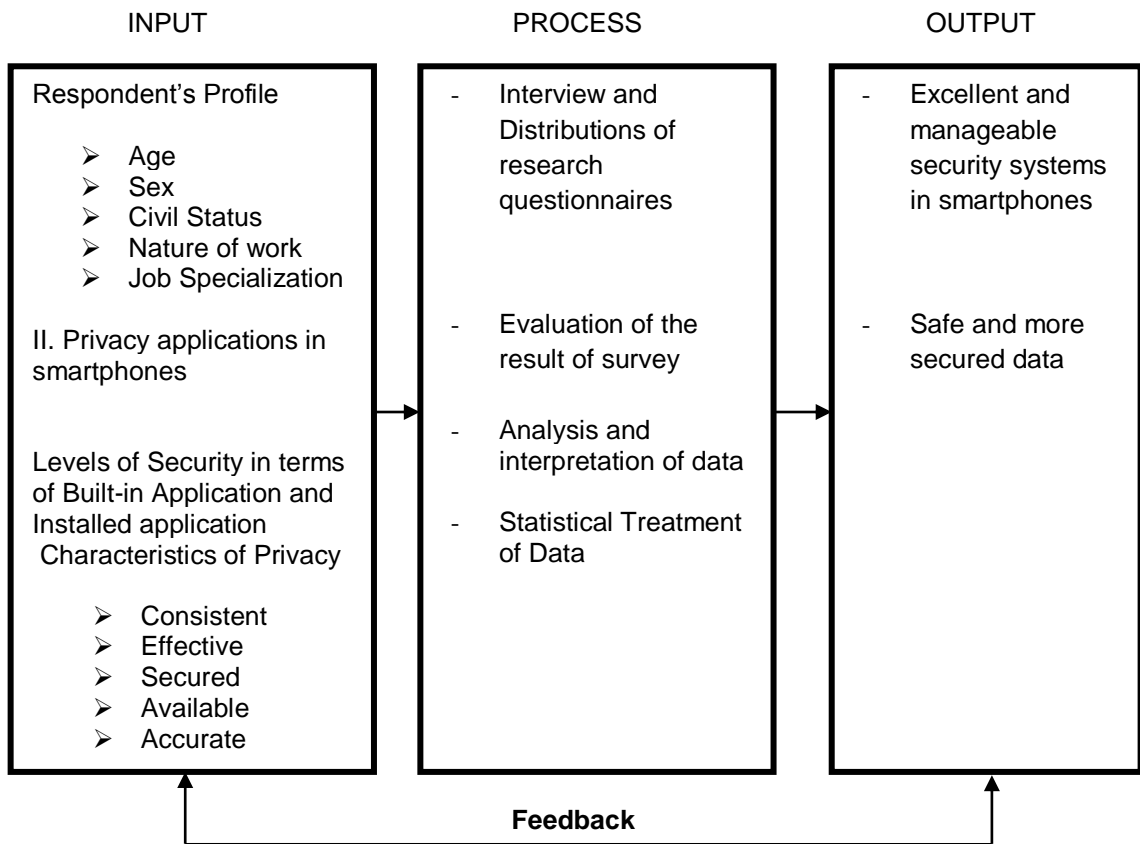 INPUT
Respondent’s Profile
➢ Age
➢ Sex
➢ Civil Status
➢ Nature of work
➢ Job Specialization
II. Privacy applications in
smartphones
Levels of Security in terms
of Built-in Application and
Installed application
Characteristics of Privacy
➢ Consistent
➢ Effective
➢ Secured
➢ Available
➢ Accurate
PROCESS
- Interview and
Distributions of
research
questionnaires
- Evaluation of the
result of survey
- Analysis and
interpretation of data
- Statistical Treatment
of Data
OUTPUT
- Excellent and
manageable
security systems
in smartphones
- Safe and more
secured data
Feedback